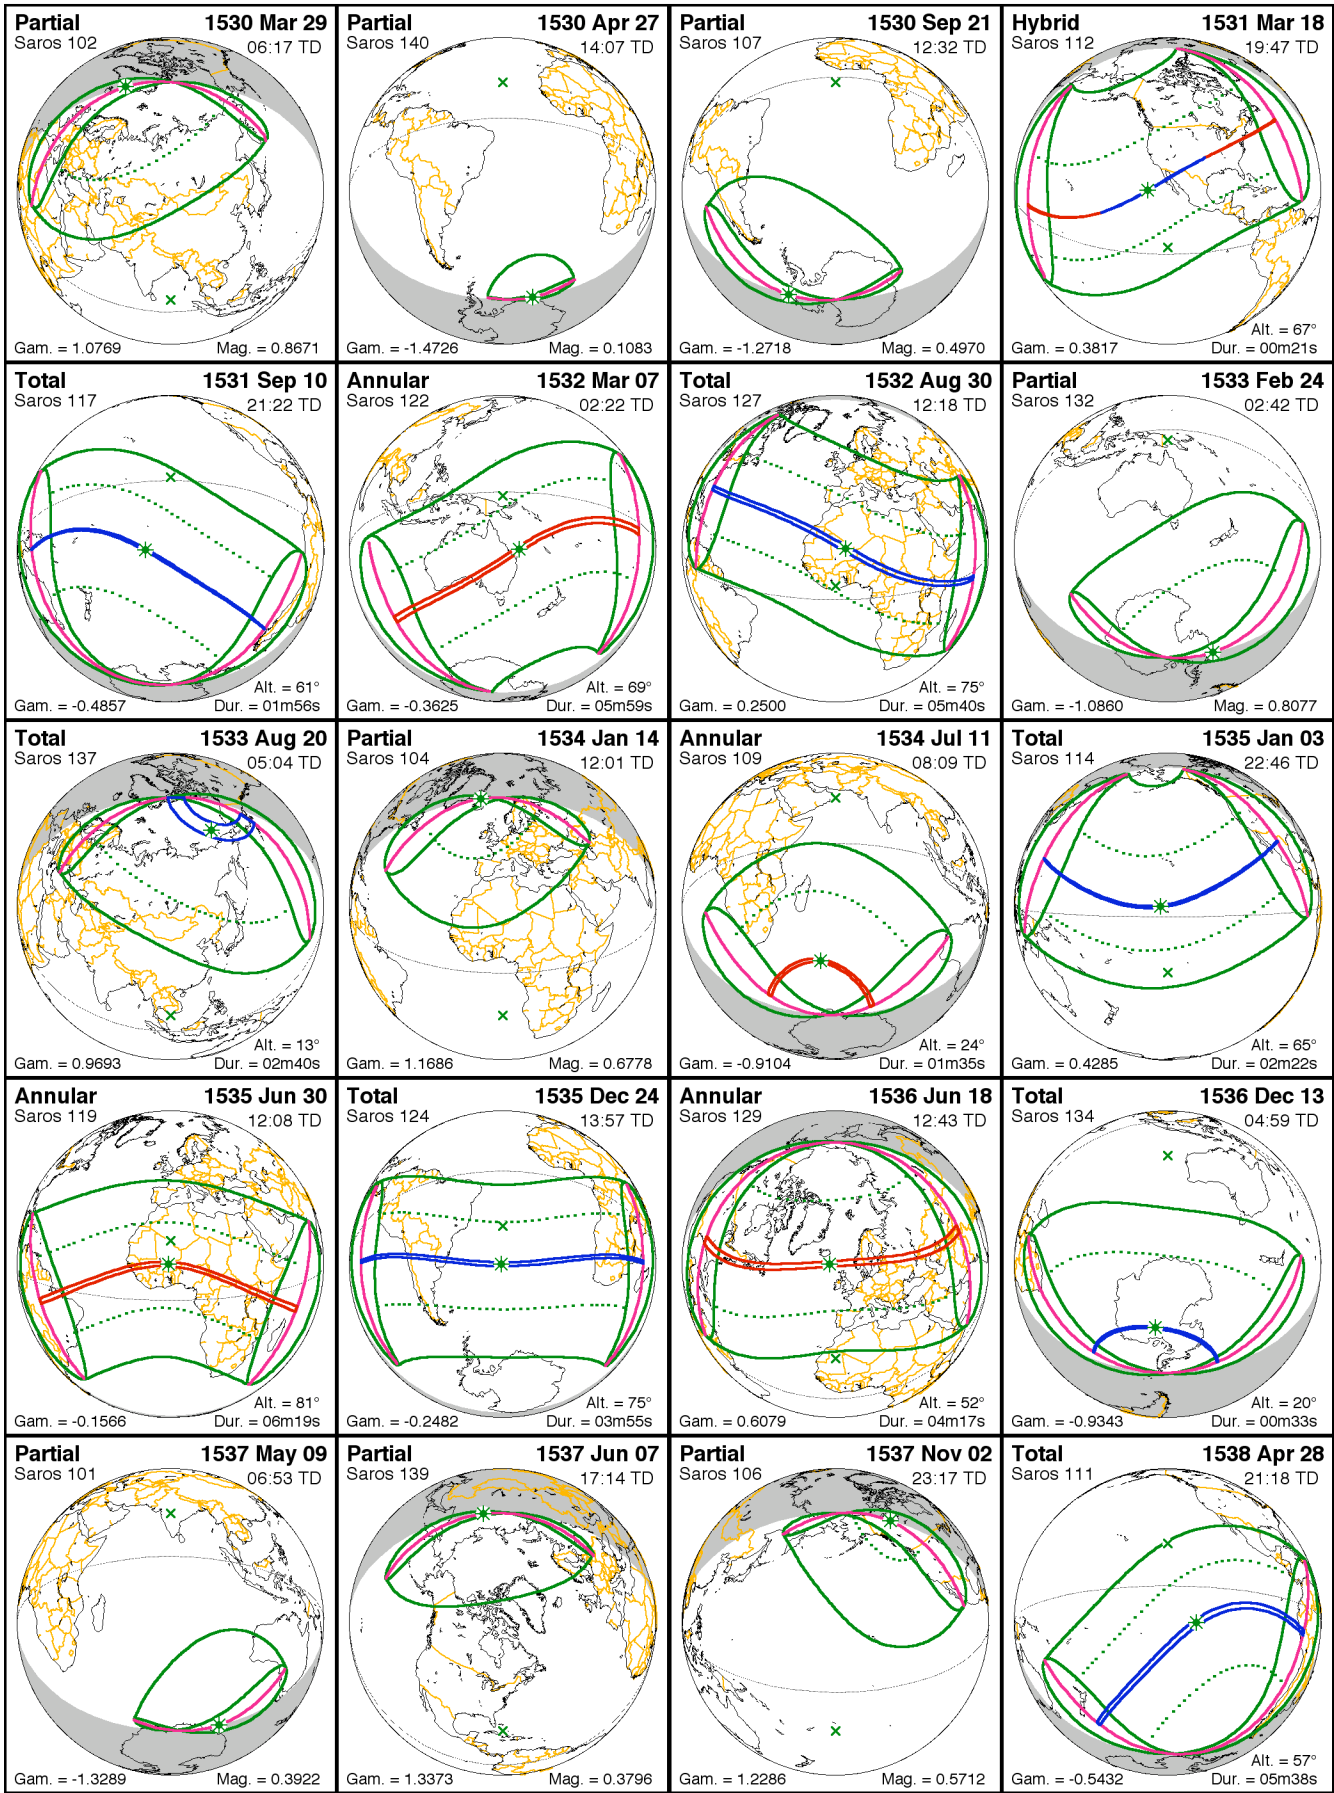 Partial 1530 Mar 29
Saros 102 06:17 TD
Gam. = 1.0769 Mag. = 0.8671
Partial 1530 Apr 27
Saros 140 14:07 TD
Gam. = -1.4726 Mag. = 0.1083
Partial 1530 Sep 21
Saros 107 12:32 TD
Gam. = -1.2718 Mag. = 0.4970
Hybrid 1531 Mar 18
Saros 112 19:47 TD
Alt. = 67°
Gam. = 0.3817 Dur. = 00m21s
Total 1531 Sep 10
Saros 117 21:22 TD
Alt. = 61°
Gam. = -0.4857 Dur. = 01m56s
Annular 1532 Mar 07
Saros 122 02:22 TD
Alt. = 69°
Gam. = -0.3625 Dur. = 05m59s
Total 1532 Aug 30
Saros 127 12:18 TD
Alt. = 75°
Gam. = 0.2500 Dur. = 05m40s
Partial 1533 Feb 24
Saros 132 02:42 TD
Gam. = -1.0860 Mag. = 0.8077
Total 1533 Aug 20
Saros 137 05:04 TD
Alt. = 13°
Gam. = 0.9693 Dur. = 02m40s
Partial 1534 Jan 14
Saros 104 12:01 TD
Gam. = 1.1686 Mag. = 0.6778
Annular 1534 Jul 11
Saros 109 08:09 TD
Alt. = 24°
Gam. = -0.9104 Dur. = 01m35s
Total 1535 Jan 03
Saros 114 22:46 TD
Alt. = 65°
Gam. = 0.4285 Dur. = 02m22s
Annular 1535 Jun 30
Saros 119 12:08 TD
Alt. = 81°
Gam. = -0.1566 Dur. = 06m19s
Total 1535 Dec 24
Saros 124 13:57 TD
Alt. = 75°
Gam. = -0.2482 Dur. = 03m55s
Annular 1536 Jun 18
Saros 129 12:43 TD
Alt. = 52°
Gam. = 0.6079 Dur. = 04m17s
Total 1536 Dec 13
Saros 134 04:59 TD
Alt. = 20°
Gam. = -0.9343 Dur. = 00m33s
Partial 1537 May 09
Saros 101 06:53 TD
Gam. = -1.3289 Mag. = 0.3922
Partial 1537 Jun 07
Saros 139 17:14 TD
Gam. = 1.3373 Mag. = 0.3796
Partial 1537 Nov 02
Saros 106 23:17 TD
Gam. = 1.2286 Mag. = 0.5712
Total 1538 Apr 28
Saros 111 21:18 TD
Alt. = 57°
Gam. = -0.5432 Dur. = 05m38s